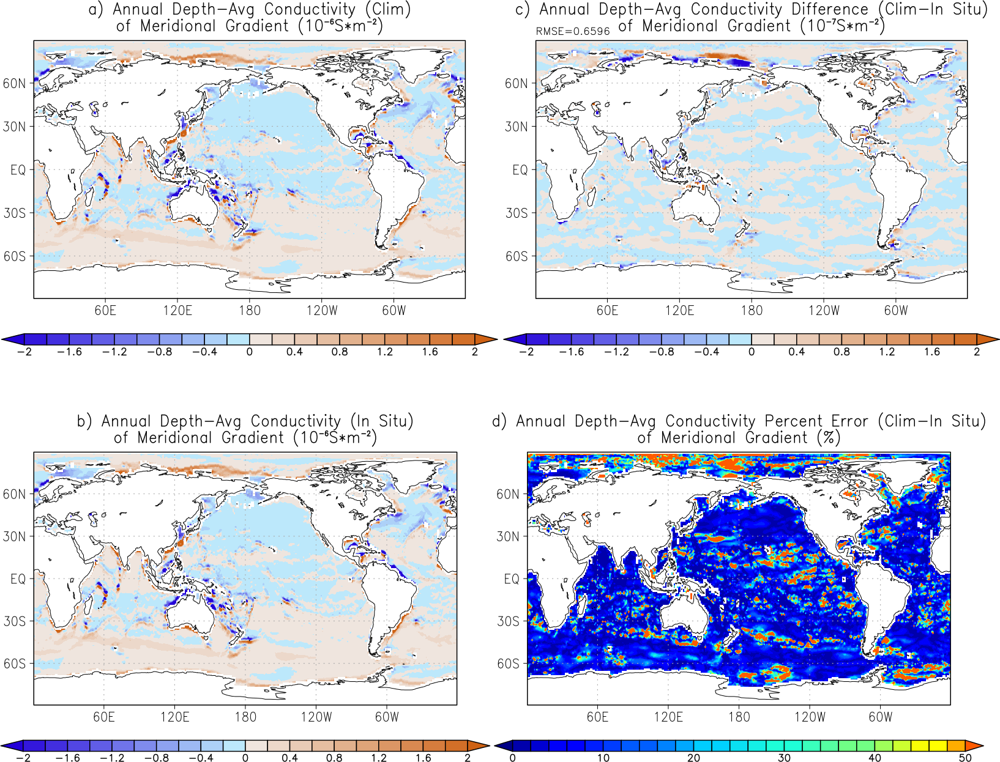 a) Annual Depth-Avg Conductivity (Clim)
of Meridional Gradient (10⁻⁶S*m⁻²)
60N
30N
EQ
30S
60S
60E 120E 180 120W 60W
-2 -1.6 -1.2 -0.8 -0.4 0 0.4 0.8 1.2 1.6 2
c) Annual Depth-Avg Conductivity Difference (Clim-In Situ)
of Meridional Gradient (10⁻⁷S*m⁻²)
RMSE=0.6596
60N
30N
EQ
30S
60S
60E 120E 180 120W 60W
-2 -1.6 -1.2 -0.8 -0.4 0 0.4 0.8 1.2 1.6 2
b) Annual Depth-Avg Conductivity (In Situ)
of Meridional Gradient (10⁻⁶S*m⁻²)
60N
30N
EQ
30S
60S
60E 120E 180 120W 60W
-2 -1.6 -1.2 -0.8 -0.4 0 0.4 0.8 1.2 1.6 2
d) Annual Depth-Avg Conductivity Percent Error (Clim-In Situ)
of Meridional Gradient (%)
60N
30N
EQ
30S
60S
60E 120E 180 120W 60W
0 10 20 30 40 50